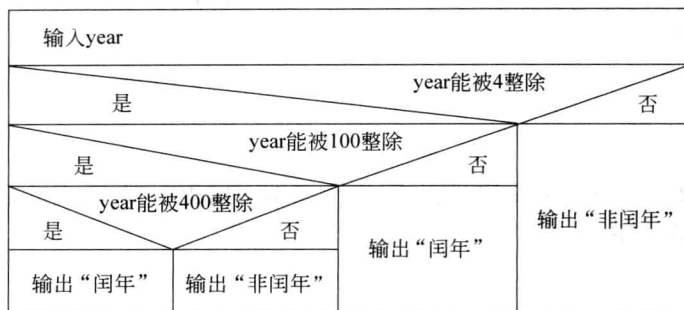 输入year
year能被4整除
是
否
year能被100整除
是
否
year能被400整除
是
否
输出“闰年”
输出“非闰年”
输出“闰年”
输出“非闰年”